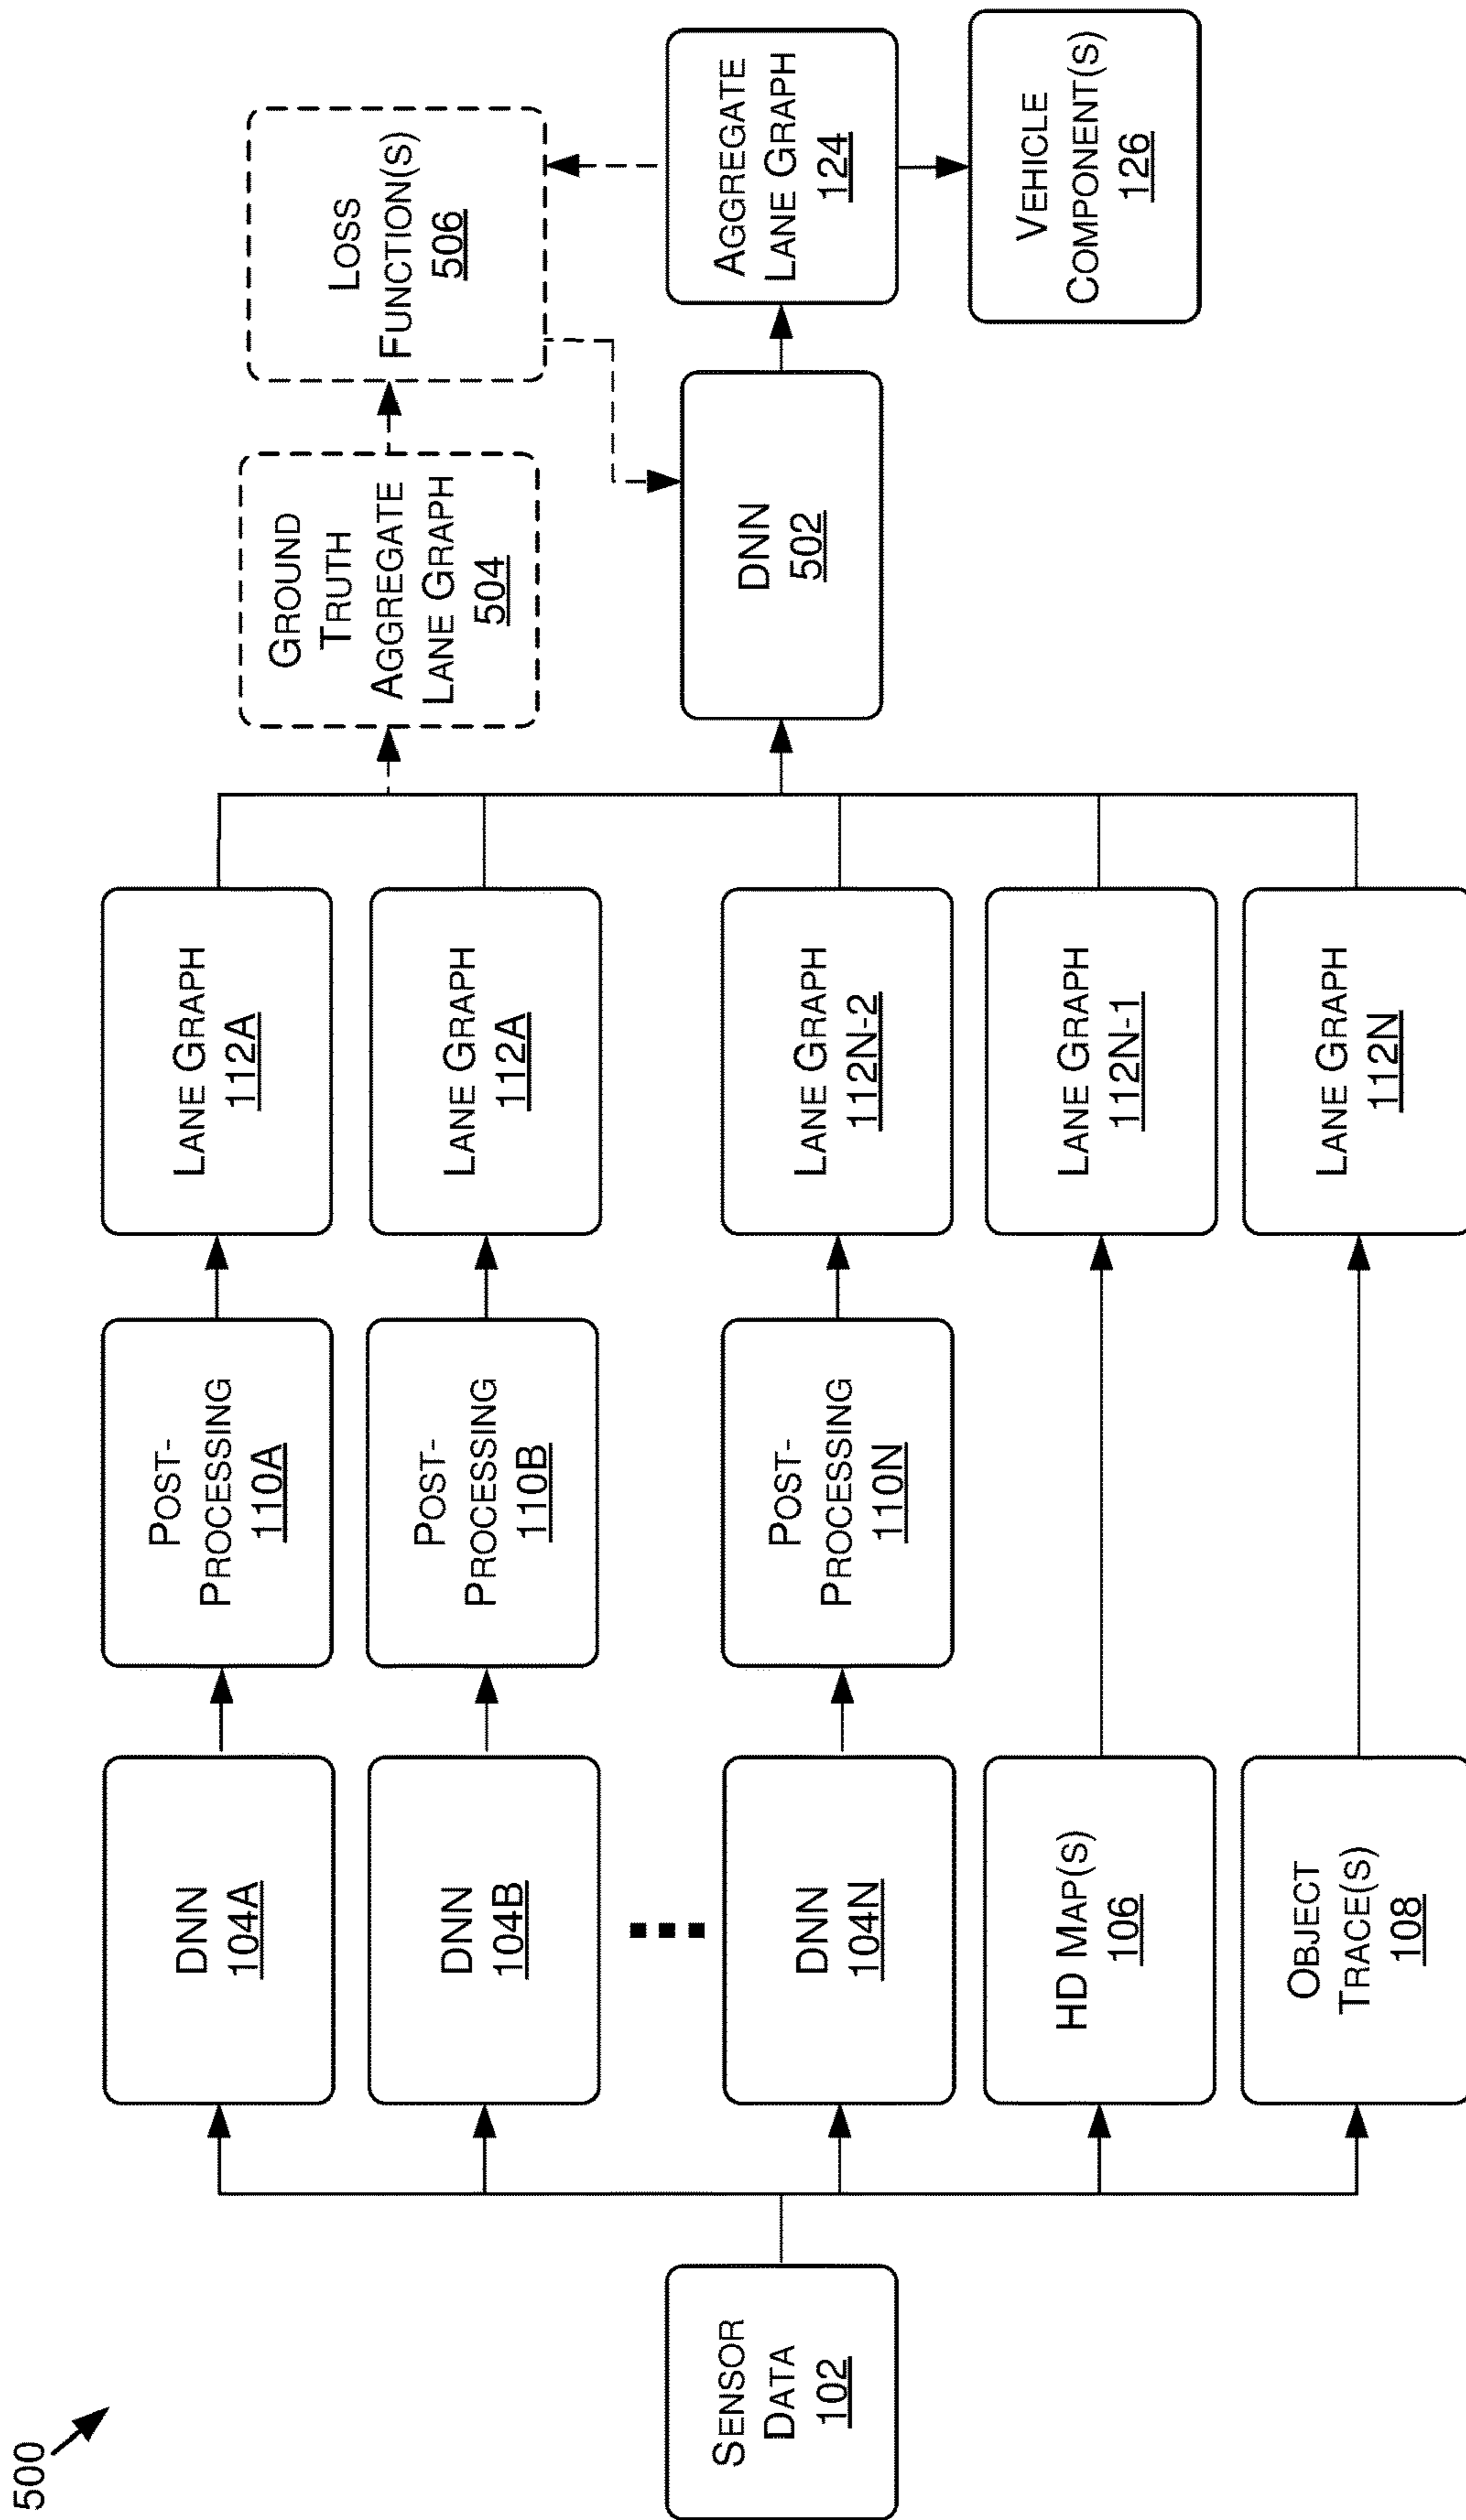 500
SENSOR
DATA
102
DNN
104A
DNN
104B
DNN
104N
HD MAP(S)
106
OBJECT
TRACE(S)
108
POST-
PROCESSING
110A
POST-
PROCESSING
110B
POST-
PROCESSING
110N
LANE GRAPH
112A
LANE GRAPH
112A
LANE GRAPH
112N-2
LANE GRAPH
112N-1
LANE GRAPH
112N
GROUND
TRUTH
AGGREGATE
LANE GRAPH
504
DNN
502
LOSS
FUNCTION(S)
506
AGGREGATE
LANE GRAPH
124
VEHICLE
COMPONENT(S)
126